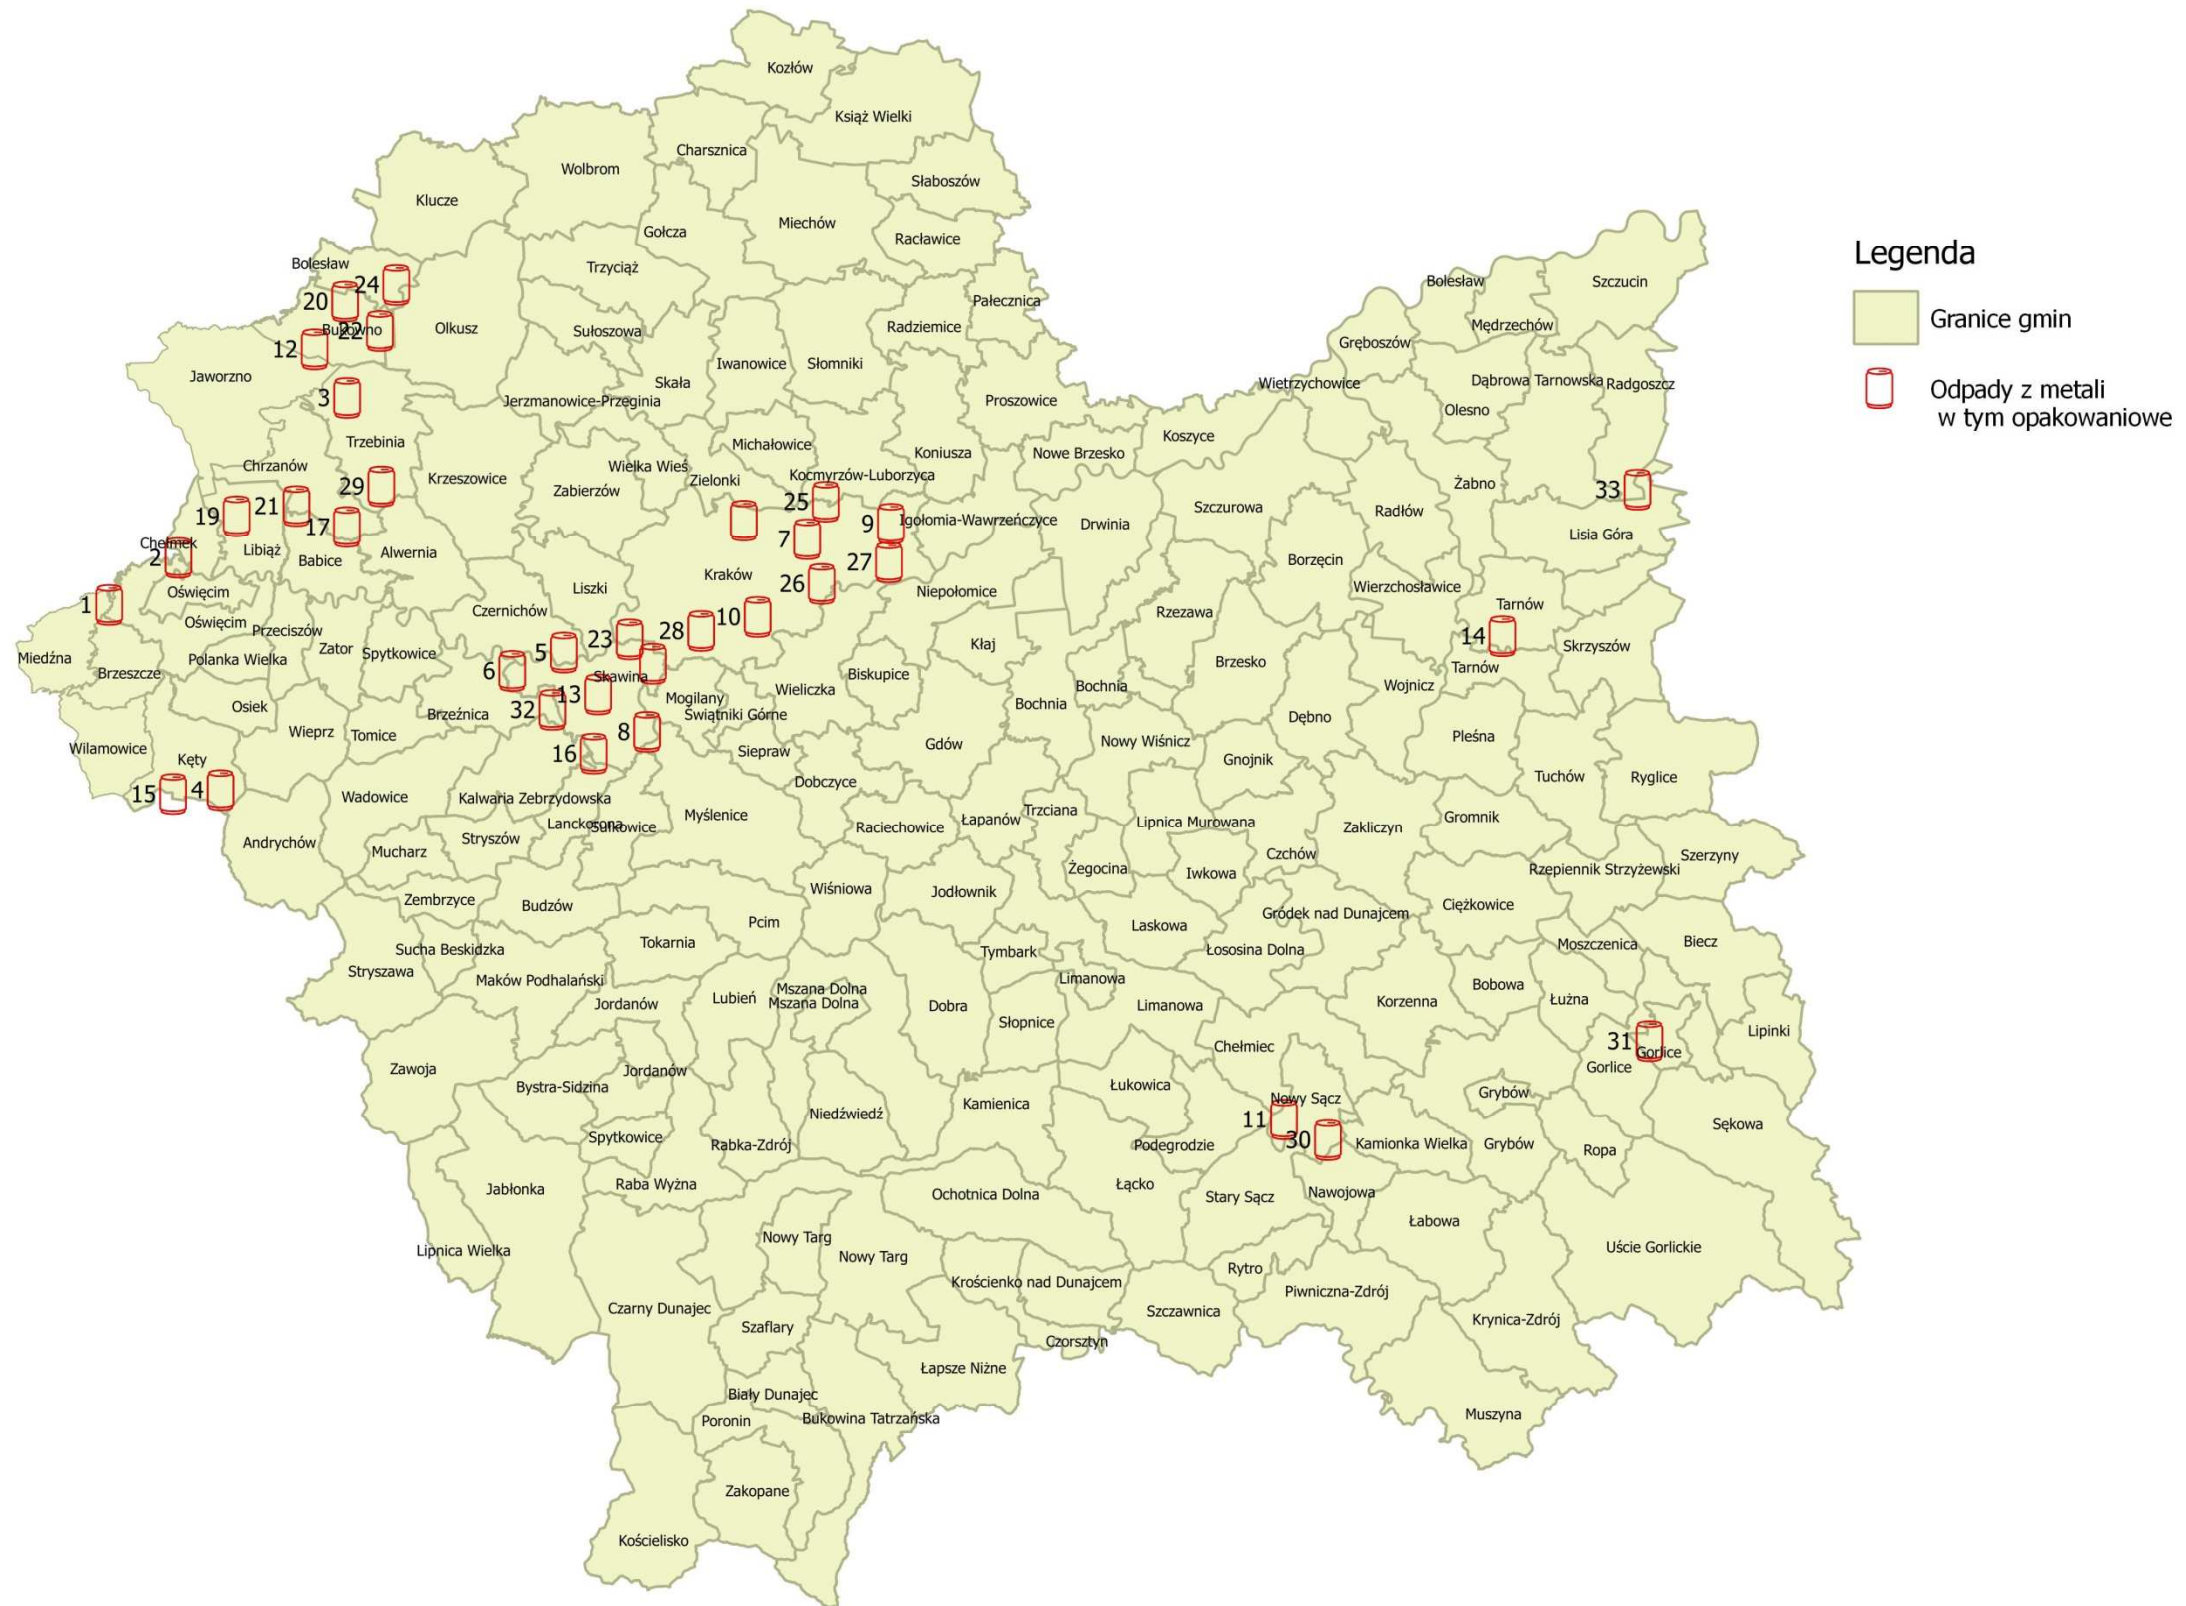 Kozłów
Książ Wielki
Charsznica
Wolbrom
Słaboszów
Klucze
Miechów
Gołcza
Racławice
Bolesław
Trzyciąż
24
20
Pałecznica
Bukowno
22
Olkusz
Sułoszowa
Radziemice
12
Iwanowice
Słomniki
Jaworzno
Skała
3
Jerzmanowice-Przeginia
Proszowice
Trzebinia
Michałowice
Koniusza
Nowe Brzesko
Koszyce
Chrzanów
Wielka Wieś
Zielonki
Kocmyrzów-Luborzyca
29
Krzeszowice
Zabierzów
25
19
21
17
7
9
Igołomia-Wawrzeńczyce
Drwinia
Szczurowa
Chełmek
2
Libiąż
Babice
Alwernia
27
Kraków
26
Liszki
Niepołomice
Oświęcim
1
Czernichów
Oświęcim
Przeciszów
28
10
23
5
Kłaj
Rzezawa
Borzęcin
Miedźna
Polanka Wielka
Zator
Spytkowice
6
Skawina
13
Brzeszcze
Mogilany
Wieliczka
Biskupice
Bochnia
Bochnia
Brzesko
Osiek
Brzeźnica
32
Świątniki Górne
Wieprz
Tomice
8
Wilamowice
Kęty
16
Siepraw
Gdów
Nowy Wiśnicz
Dębno
15
4
Dobczyce
Gnojnik
Wadowice
Kalwaria Zebrzydowska
Myślenice
Lanckorona
Sułkowice
Raciechowice
Łapanów
Trzciana
Lipnica Murowana
Andrychów
Stryszów
Mucharz
Czchów
Zakliczyn
Żegocina
Iwkowa
Wiśniowa
Jodłownik
Zembrzyce
Budzów
Pcim
Laskowa
Gródek nad Dunajcem
Tokarnia
Sucha Beskidzka
Tymbark
Łososina Dolna
Stryszawa
Maków Podhalański
Limanowa
Mszana Dolna
Mszana Dolna
Lubień
Jordanów
Dobra
Limanowa
Korzenna
Słopnice
Zawoja
Jordanów
Chełmiec
Bystra-Sidzina
Łukowica
Niedźwiedź
Kamienica
Nowy Sącz
11
30
Spytkowice
Rabka-Zdrój
Podegrodzie
Kamionka Wielka
Jabłonka
Raba Wyżna
Ochotnica Dolna
Łącko
Stary Sącz
Nawojowa
Łabowa
Lipnica Wielka
Nowy Targ
Nowy Targ
Krościenko nad Dunajcem
Rytro
Piwniczna-Zdrój
Czarny Dunajec
Szaflary
Szczawnica
Krynica-Zdrój
Czorsztyn
Łapsze Niżne
Biały Dunajec
Poronin
Bukowina Tatrzańska
Muszyna
Zakopane
Kościelisko
Bolesław
Szczucin
Mędrzechów
Gręboszów
Wietrzychowice
Dąbrowa Tarnowska
Radgoszcz
Olesno
Żabno
33
Radłów
Lisia Góra
Wierzchosławice
Tarnów
14
Tarnów
Skrzyszów
Wojnicz
Pleśna
Tuchów
Ryglice
Gromnik
Rzepiennik Strzyżewski
Szerzyny
Ciężkowice
Moszczenica
Biecz
Bobowa
Łużna
31
Gorlice
Gorlice
Lipinki
Grybów
Grybów
Ropa
Sękowa
Uście Gorlickie
Legenda
Granice gmin
Odpady z metali
w tym opakowaniowe